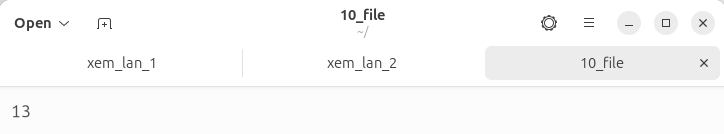 Open
10_file
~/
xem_lan_1
xem_lan_2
10_file
13